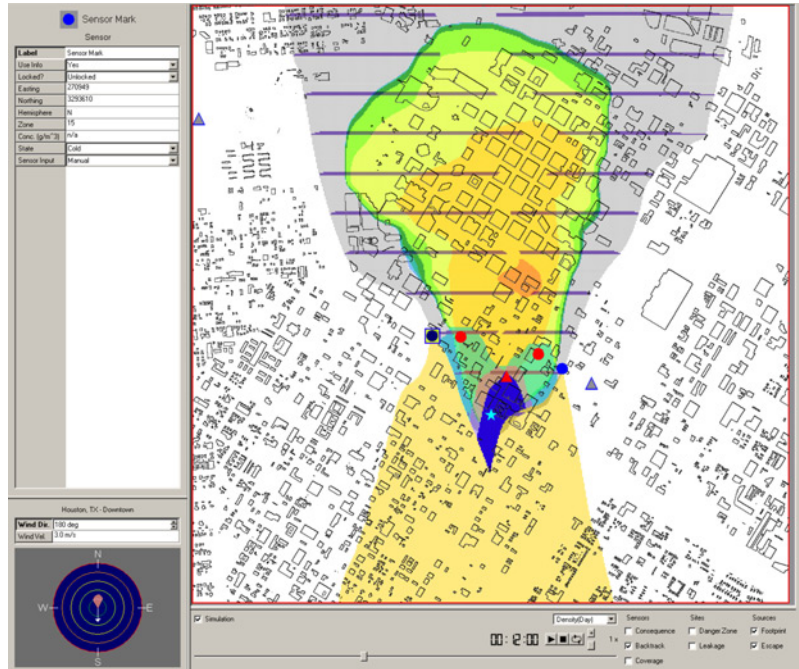 Sensor Mark
Sensor
Label Sensor Mark
Use Info Yes
Locked? Unlocked
Easting 270949
Northing 3293610
Hemisphere N
Zone 15
Conc. (g/m^3) n/a
State Cold
Sensor Input Manual
Houston, TX - Downtown
Wind Dir. 180 deg
Wind Vel. 3.0 m/s
N
W E
S
Simulation
Density(Day)
00:12:00
1 x
Sensors Sites Sources
Consequence Danger Zone Footprint
Backtrack Leakage Escape
Coverage